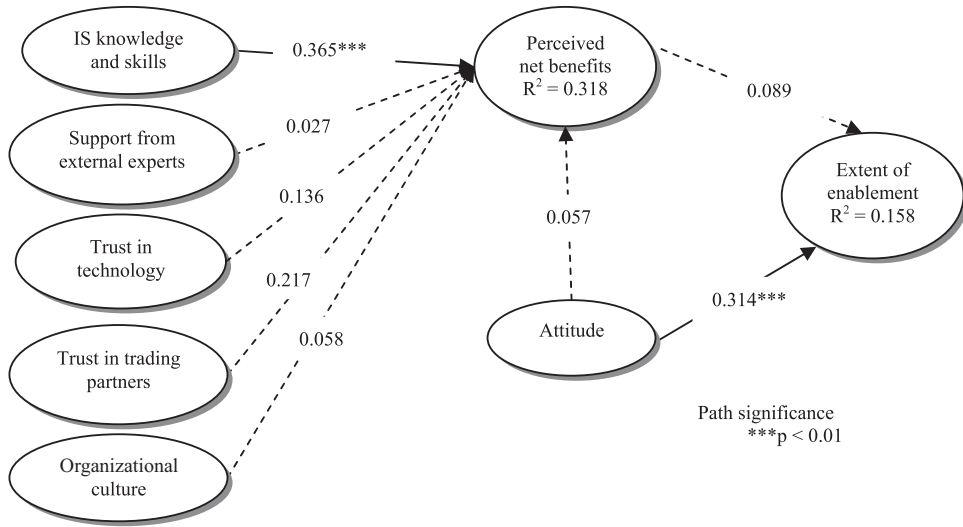 IS knowledge
and skills
0.365***
Perceived
net benefits
R² = 0.318
0.089
Support from
external experts
0.027
Extent of
enablement
R² = 0.158
0.136
Trust in
technology
0.057
0.217
0.314***
Attitude
0.058
Trust in trading
partners
Path significance
***p < 0.01
Organizational
culture